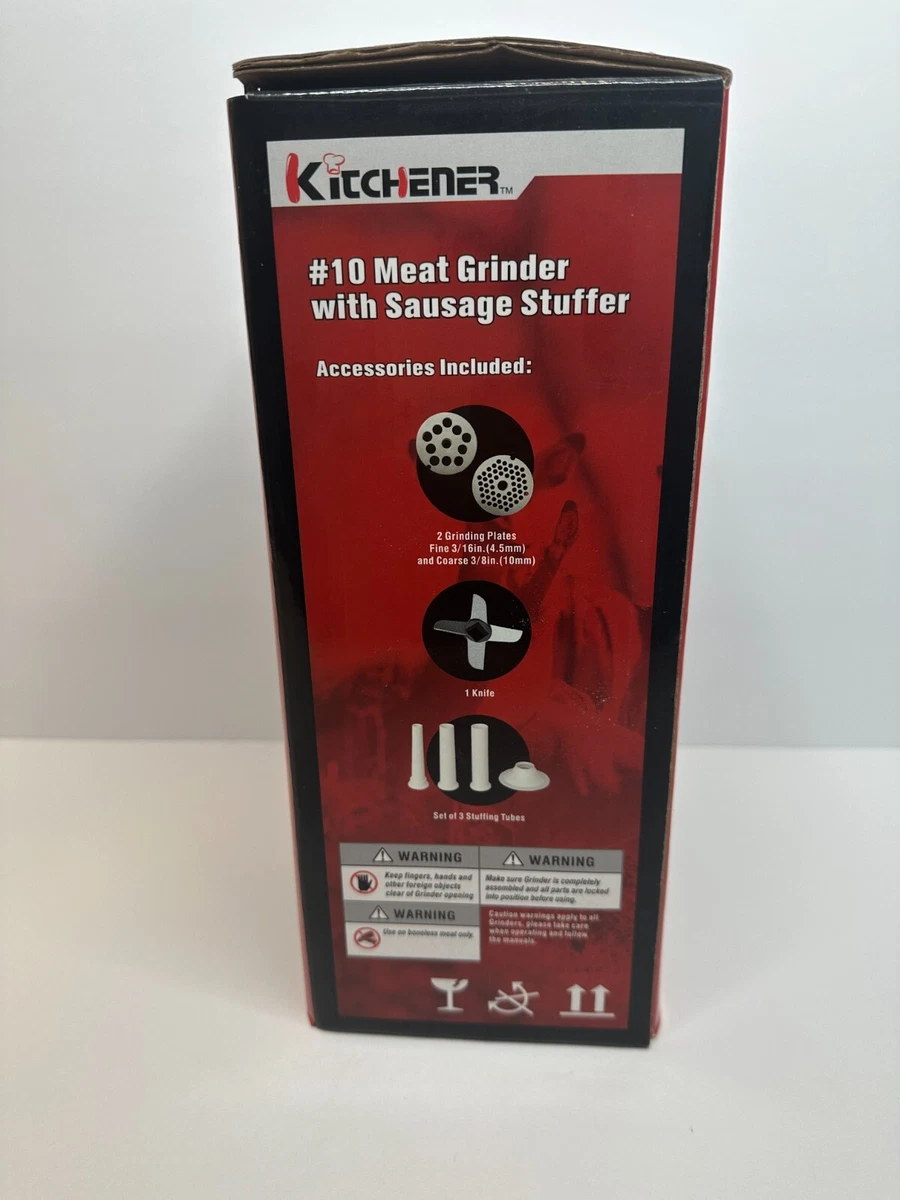 KitcHener™
#10 Meat Grinder
with Sausage Stuffer
Accessories Included:
2 Grinding Plates
Fine 3/16in.(4.5mm)
and Coarse 3/8in.(10mm)
1 Knife
Set of 3 Stuffing Tubes
WARNING
Keep fingers, hands and
other foreign objects
clear of Grinder opening
WARNING
Make sure Grinder is completely
assembled and all parts are locked
into position before using.
WARNING
Use on boneless meat only.
Caution warnings apply to all
Grinders, please take care
when operating and follow
the manuals.